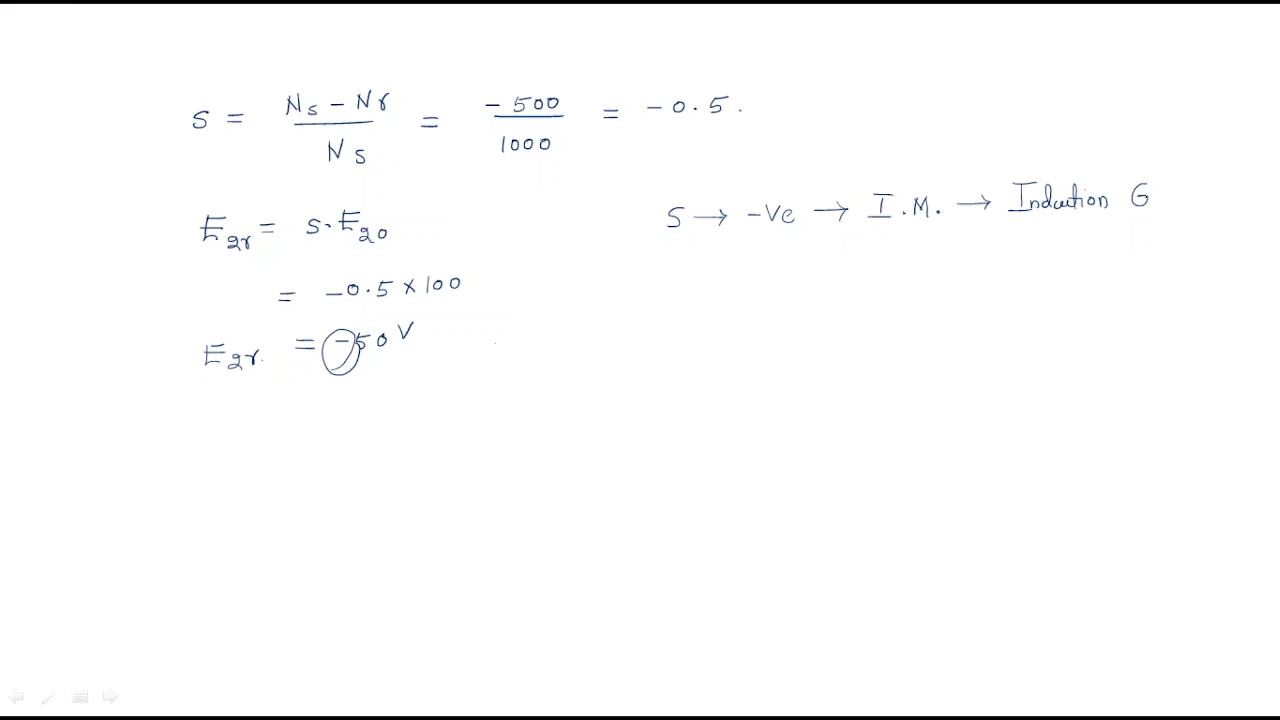 S = Ns - Nr / Ns = - 500 / 1000 = - 0.5.
E2r = s.E20
S → -Ve → I.M. → Induction G
= -0.5 × 100
E2r. = -50 V